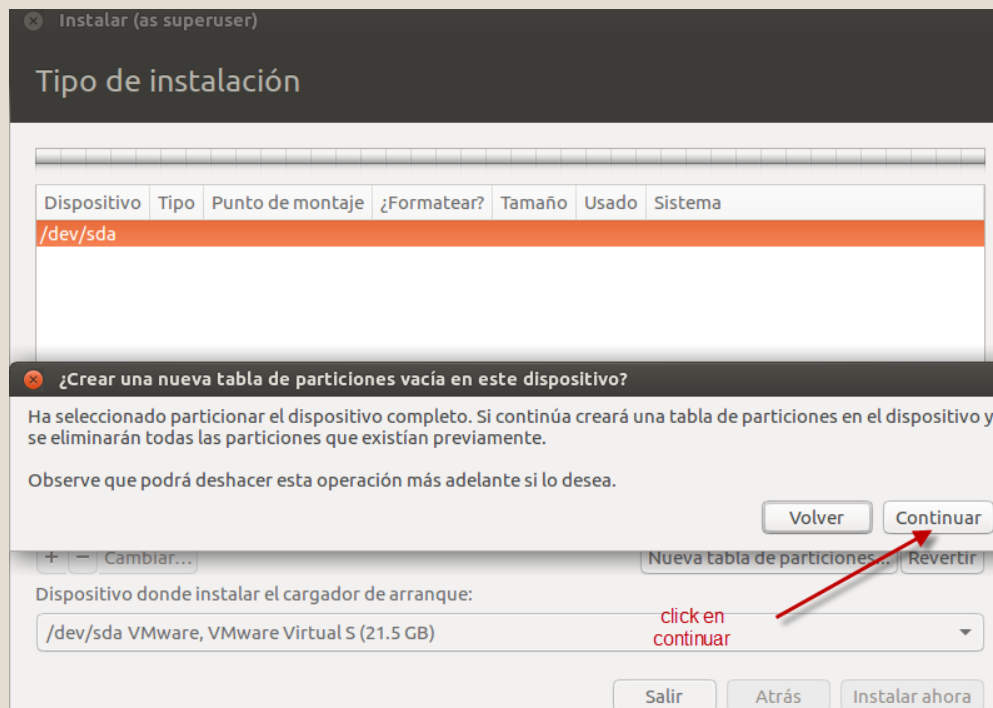 Instalar (as superuser)
Tipo de instalación
Dispositivo Tipo Punto de montaje ¿Formatear? Tamaño Usado Sistema
/dev/sda
¿Crear una nueva tabla de particiones vacía en este dispositivo?
Ha seleccionado particionar el dispositivo completo. Si continúa creará una tabla de particiones en el dispositivo y
se eliminarán todas las particiones que existían previamente.
Observe que podrá deshacer esta operación más adelante si lo desea.
Volver Continuar
+ − Cambiar... Nueva tabla de particiones... Revertir
Dispositivo donde instalar el cargador de arranque:
click en
continuar
/dev/sda VMware, VMware Virtual S (21.5 GB)
Salir Atrás Instalar ahora